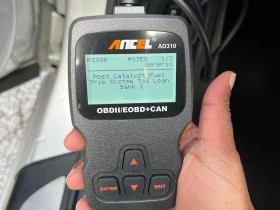 ANCEL
AD310
P2096 MOTEC 1/2
Generic
Post Catalyst Fuel
Trim System Too Lean
Bank 1
OBDII/EOBD+CAN
ENTER
EXIT